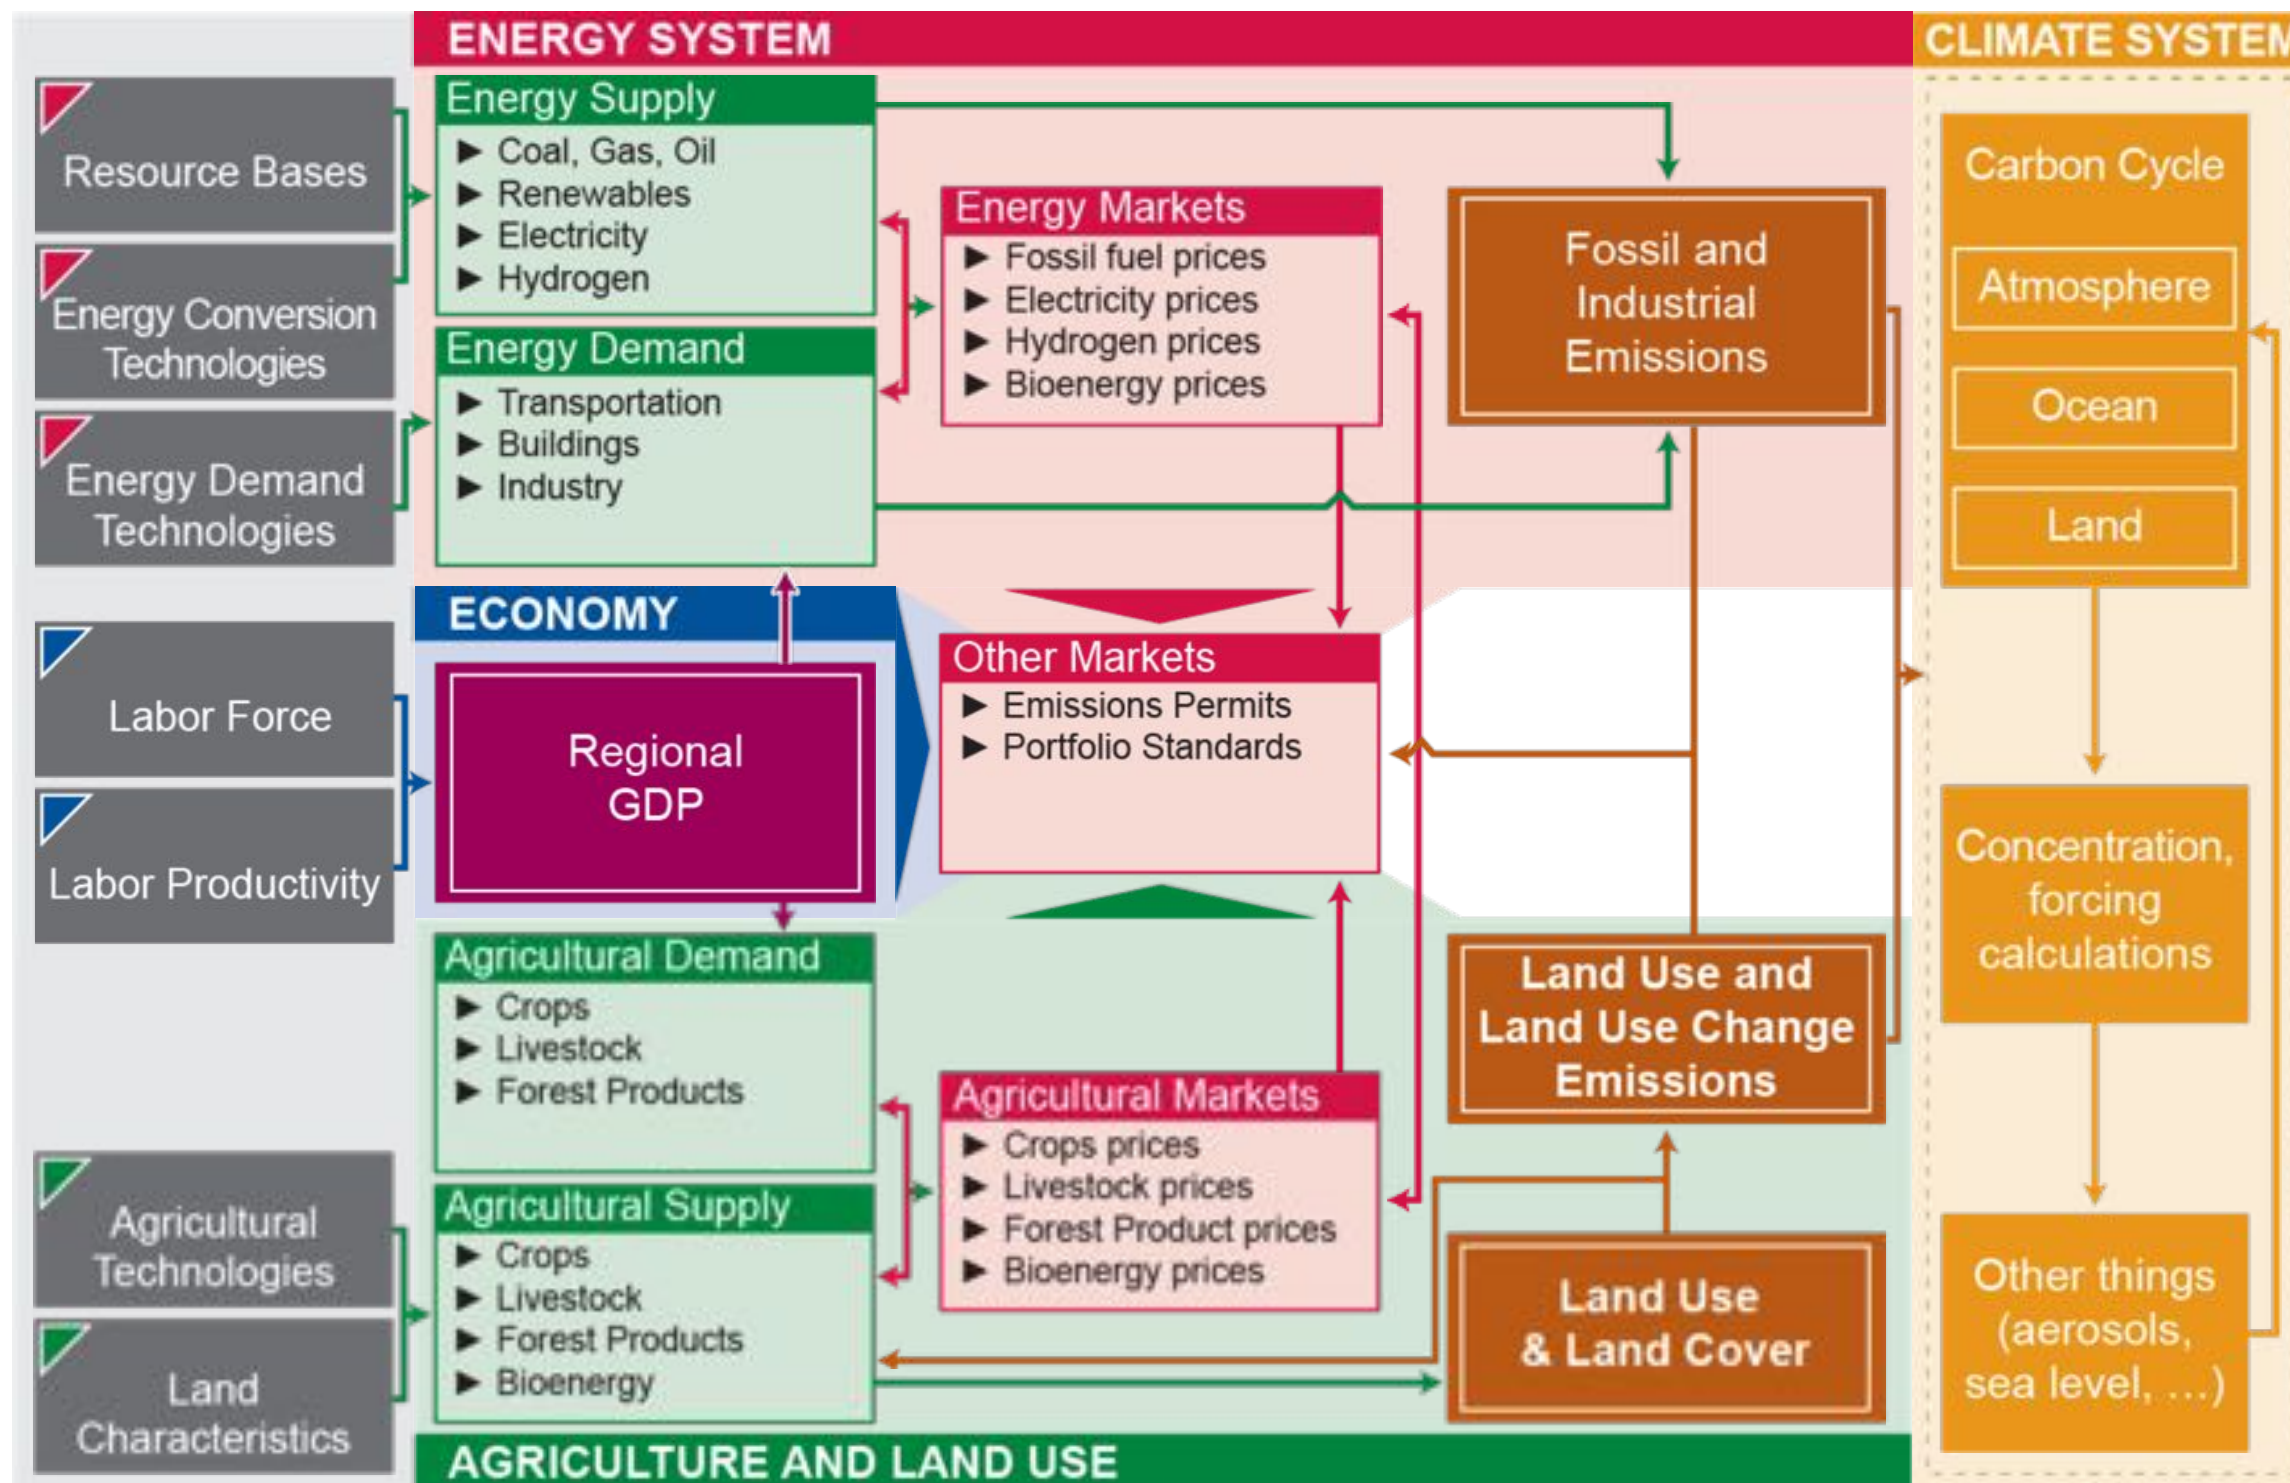 ENERGY SYSTEM
CLIMATE SYSTEM
Resource Bases
Energy Conversion
Technologies
Energy Demand
Technologies
Labor Force
Labor Productivity
Agricultural
Technologies
Land
Characteristics
Energy Supply
► Coal, Gas, Oil
► Renewables
► Electricity
► Hydrogen
Energy Demand
► Transportation
► Buildings
► Industry
Energy Markets
► Fossil fuel prices
► Electricity prices
► Hydrogen prices
► Bioenergy prices
Fossil and
Industrial
Emissions
ECONOMY
Regional
GDP
Other Markets
► Emissions Permits
► Portfolio Standards
Agricultural Demand
► Crops
► Livestock
► Forest Products
Agricultural Supply
► Crops
► Livestock
► Forest Products
► Bioenergy
Agricultural Markets
► Crops prices
► Livestock prices
► Forest Product prices
► Bioenergy prices
Land Use and
Land Use Change
Emissions
Land Use
& Land Cover
AGRICULTURE AND LAND USE
Carbon Cycle
Atmosphere
Ocean
Land
Concentration,
forcing
calculations
Other things
(aerosols,
sea level, …)